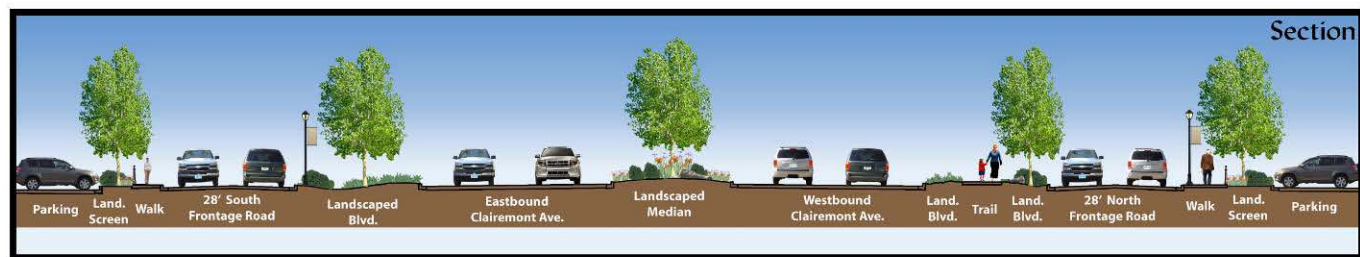 Section
Parking
Land.
Screen
Walk
28' South
Frontage Road
Landscaped
Blvd.
Eastbound
Clairemont Ave.
Landscaped
Median
Westbound
Clairemont Ave.
Land.
Blvd.
Trail
Land.
Blvd.
28' North
Frontage Road
Walk
Land.
Screen
Parking